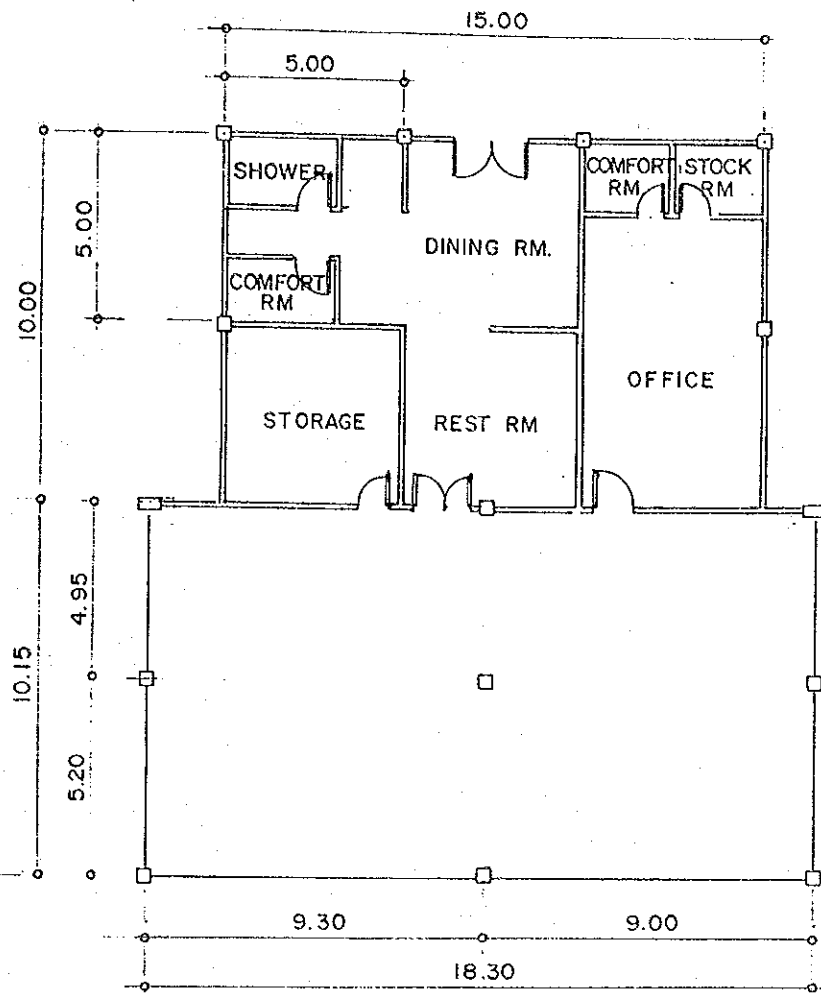 15.00
5.00
SHOWER
COMFORT
RM
STOCK
RM
5.00
10.00
DINING RM.
COMFORT
RM
OFFICE
STORAGE
REST RM
4.95
10.15
5.20
9.30
9.00
18.30